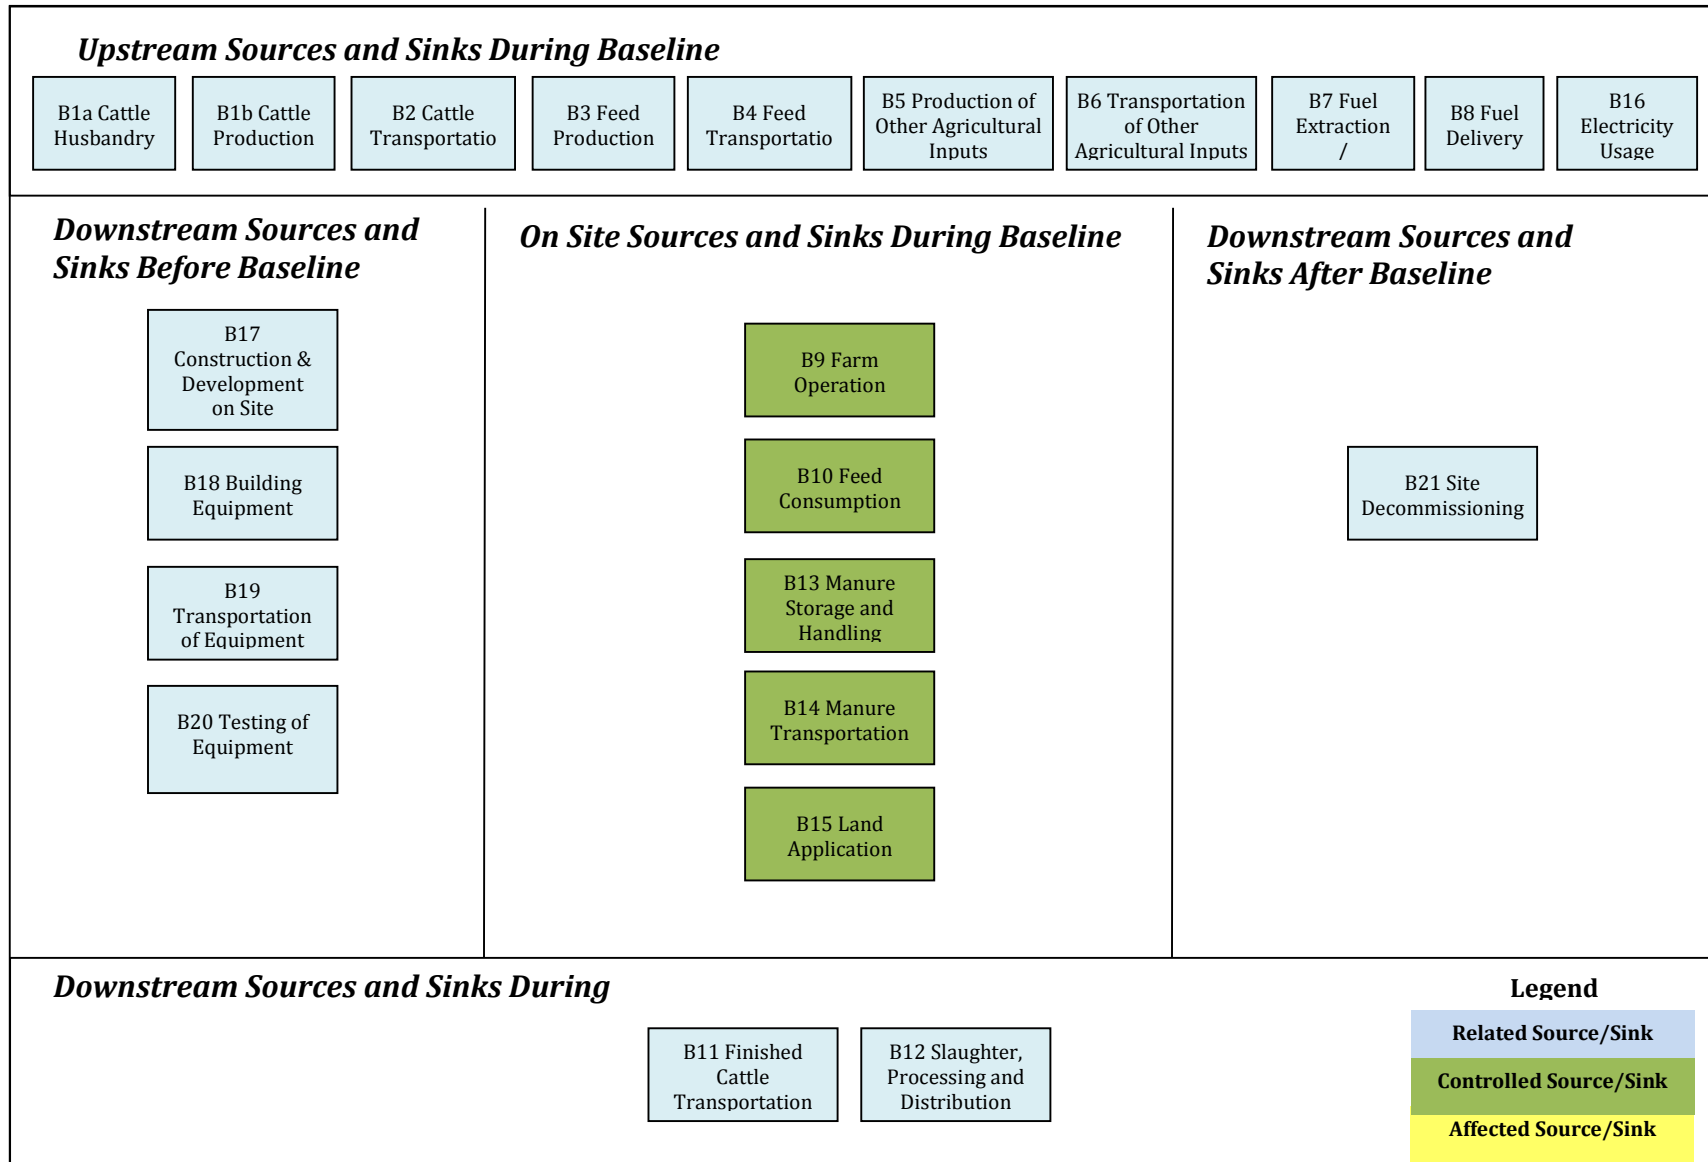 Upstream Sources and Sinks During Baseline
B1a Cattle
Husbandry
B1b Cattle
Production
B2 Cattle
Transportatio
B3 Feed
Production
B4 Feed
Transportatio
B5 Production of
Other Agricultural
Inputs
B6 Transportation
of Other
Agricultural Inputs
B7 Fuel
Extraction
/
B8 Fuel
Delivery
B16
Electricity
Usage
Downstream Sources and
Sinks Before Baseline
B17
Construction &
Development
on Site
B18 Building
Equipment
B19
Transportation
of Equipment
B20 Testing of
Equipment
On Site Sources and Sinks During Baseline
B9 Farm
Operation
B10 Feed
Consumption
B13 Manure
Storage and
Handling
B14 Manure
Transportation
B15 Land
Application
Downstream Sources and
Sinks After Baseline
B21 Site
Decommissioning
Downstream Sources and Sinks During
B11 Finished
Cattle
Transportation
B12 Slaughter,
Processing and
Distribution
Legend
Related Source/Sink
Controlled Source/Sink
Affected Source/Sink